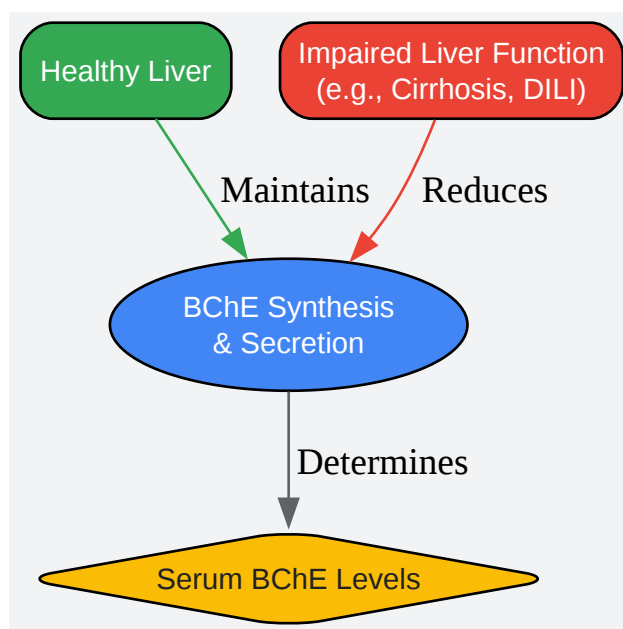 Healthy Liver
Impaired Liver Function
(e.g., Cirrhosis, DILI)
Maintains
Reduces
BChE Synthesis
& Secretion
Determines
Serum BChE Levels